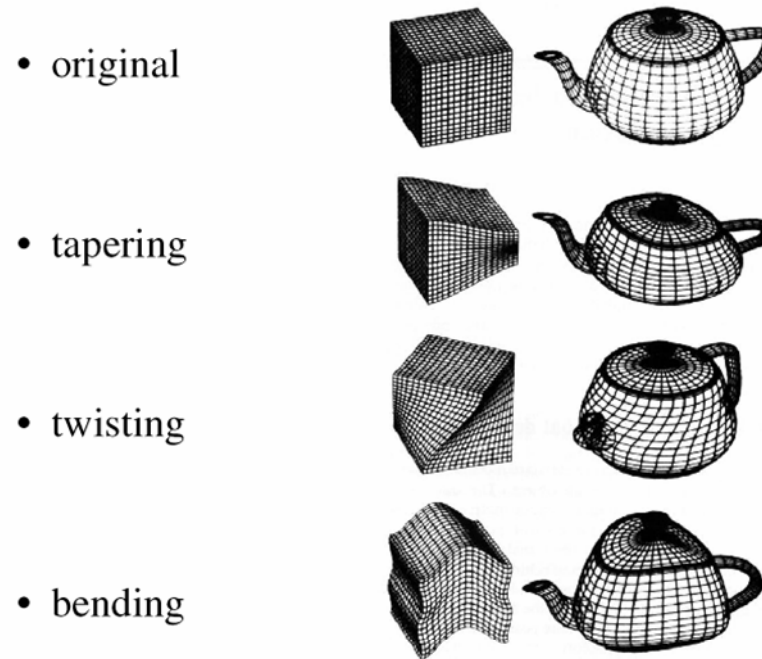 • original
• tapering
• twisting
• bending